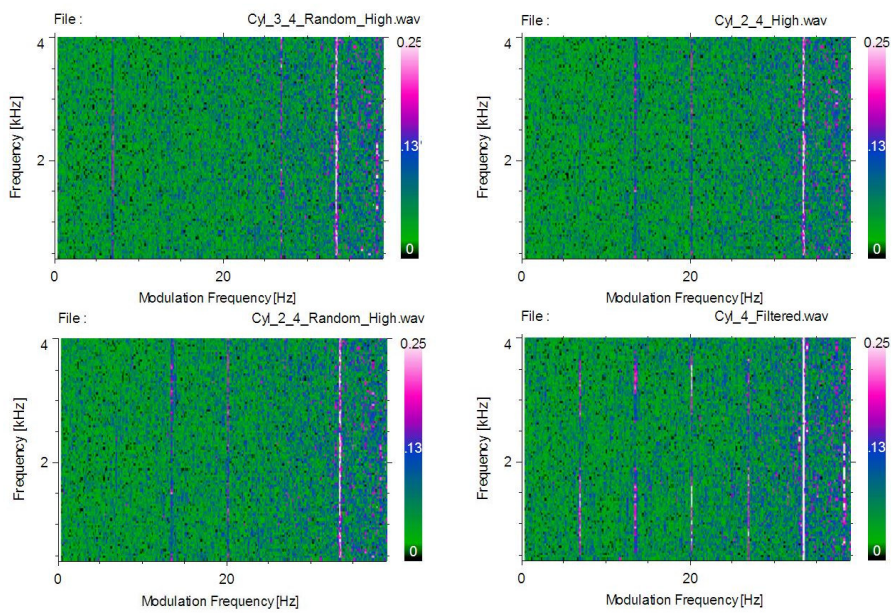 File : Cyl_3_4_Random_High.wav
4
0.25
Frequency [kHz]
2
.13
0
0
20
Modulation Frequency[Hz]
File : Cyl_2_4_High.wav
4
0.25
Frequency [kHz]
2
.13
0
0
20
Modulation Frequency[Hz]
File : Cyl_2_4_Random_High.wav
4
0.25
Frequency [kHz]
2
.13
0
0
20
Modulation Frequency[Hz]
File : Cyl_4_Filtered.wav
4
0.25
Frequency [kHz]
2
.13
0
0
20
Modulation Frequency[Hz]